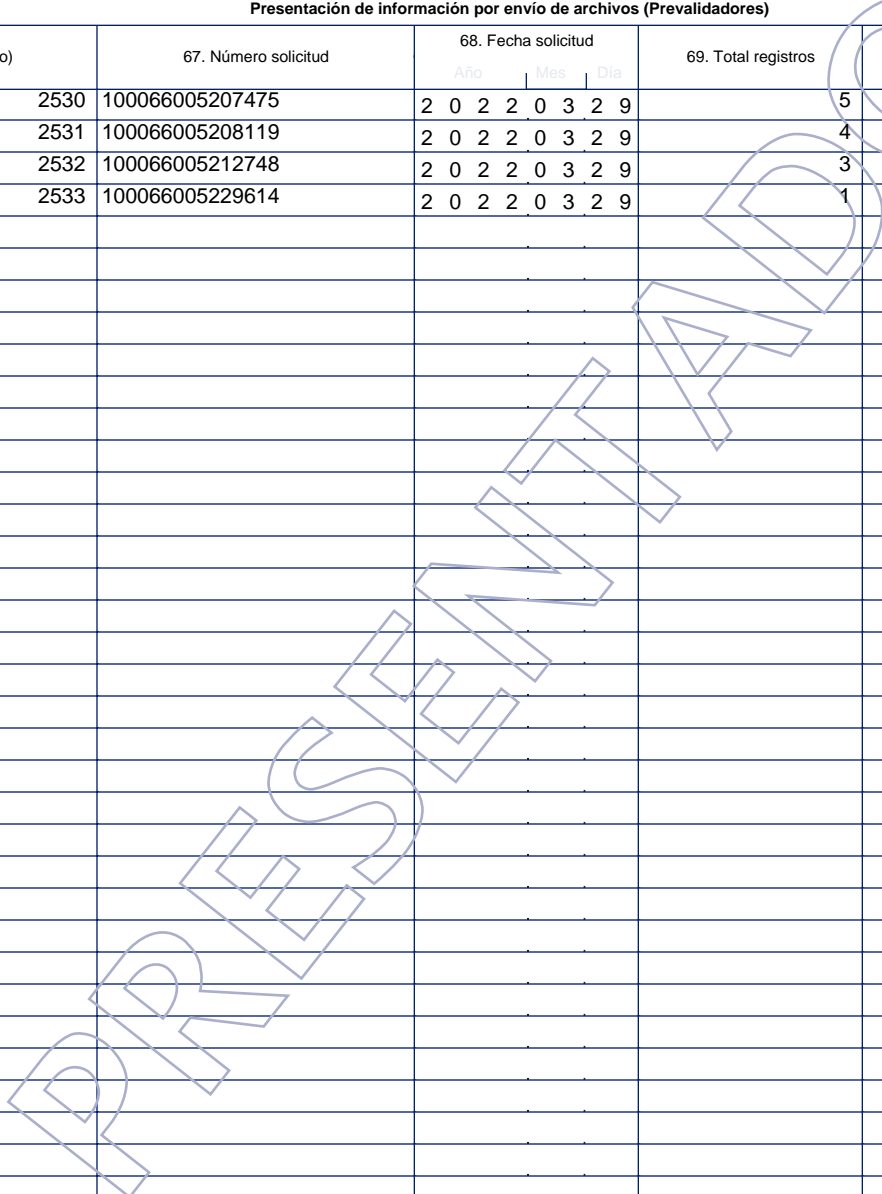 Presentación de información por envío de archivos (Prevalidadores)
o) 67. Número solicitud 68. Fecha solicitud 69. Total registros
Año Mes Día
2530 100066005207475 2 0 2 2 0 3 2 9 5
2531 100066005208119 2 0 2 2 0 3 2 9 4
2532 100066005212748 2 0 2 2 0 3 2 9 3
2533 100066005229614 2 0 2 2 0 3 2 9 1
PRESENTADO